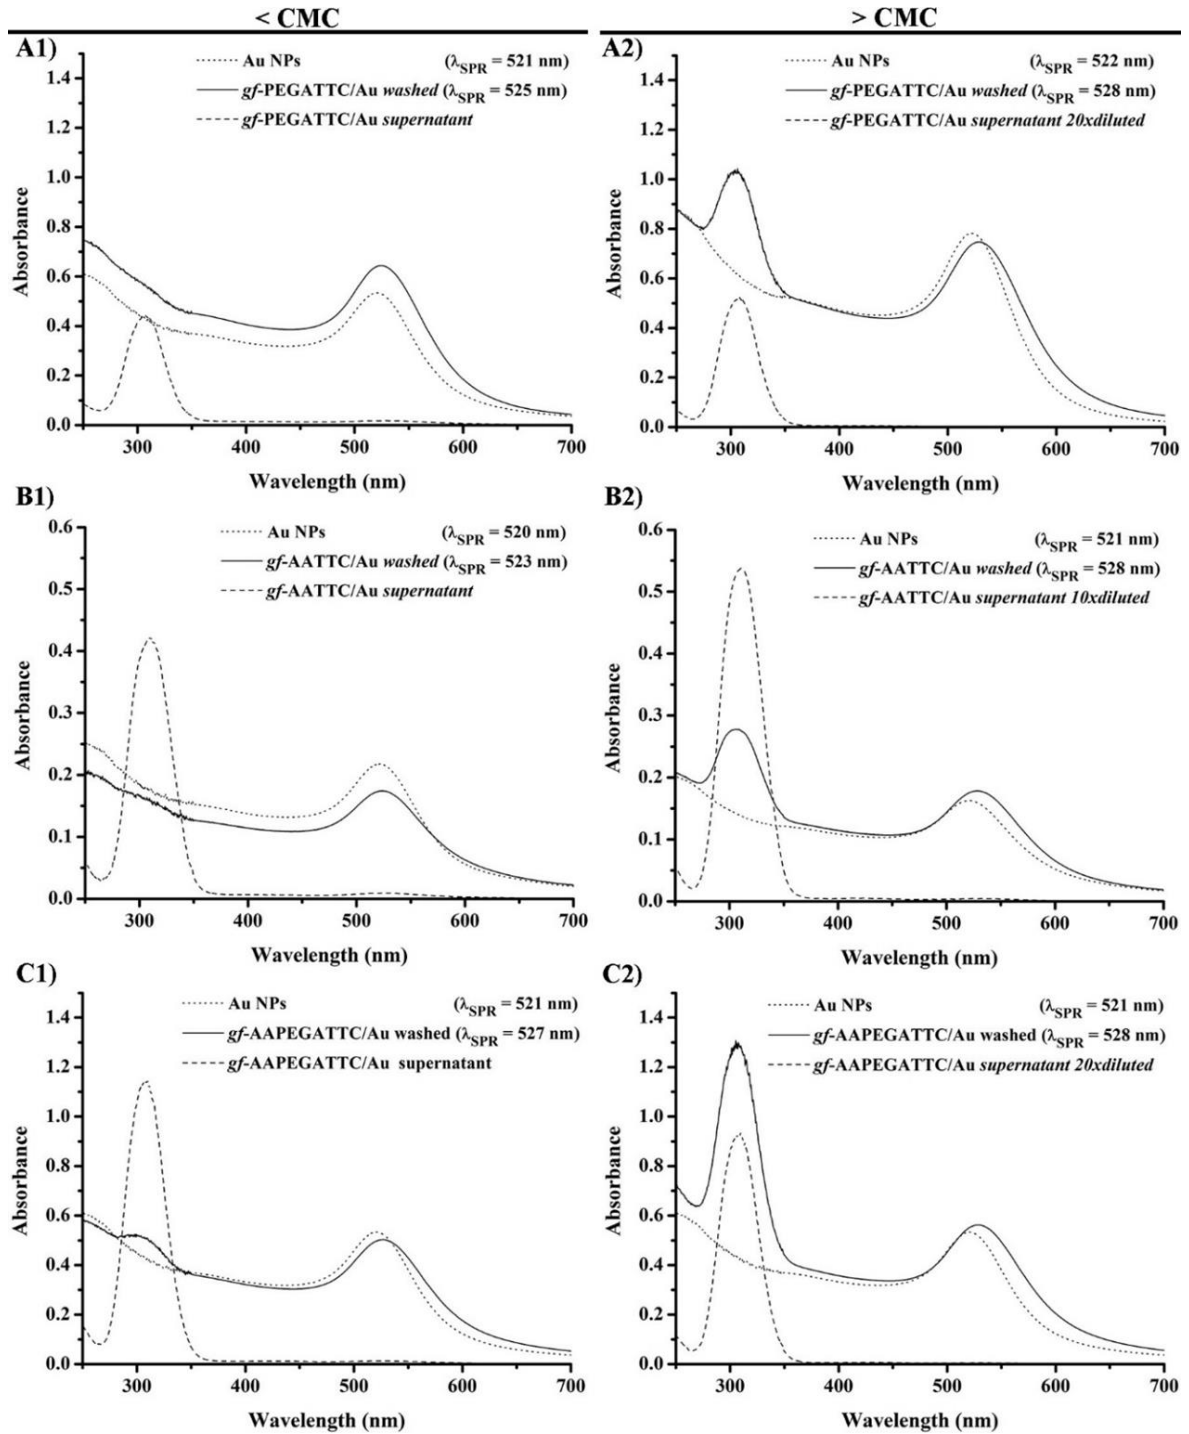 < CMC
> CMC
A1)
Au NPs (λSPR = 521 nm)
gf-PEGATTC/Au washed (λSPR = 525 nm)
gf-PEGATTC/Au supernatant
1.4
1.2
1.0
0.8
0.6
0.4
0.2
0.0
Absorbance
300 400 500 600 700
Wavelength (nm)
A2)
Au NPs (λSPR = 522 nm)
gf-PEGATTC/Au washed (λSPR = 528 nm)
gf-PEGATTC/Au supernatant 20xdiluted
1.4
1.2
1.0
0.8
0.6
0.4
0.2
0.0
Absorbance
300 400 500 600 700
Wavelength (nm)
B1)
Au NPs (λSPR = 520 nm)
gf-AATTC/Au washed (λSPR = 523 nm)
gf-AATTC/Au supernatant
0.6
0.5
0.4
0.3
0.2
0.1
0.0
Absorbance
300 400 500 600 700
Wavelength (nm)
B2)
Au NPs (λSPR = 521 nm)
gf-AATTC/Au washed (λSPR = 528 nm)
gf-AATTC/Au supernatant 10xdiluted
0.6
0.5
0.4
0.3
0.2
0.1
0.0
Absorbance
300 400 500 600 700
Wavelength (nm)
C1)
Au NPs (λSPR = 521 nm)
gf-AAPEGATTC/Au washed (λSPR = 527 nm)
gf-AAPEGATTC/Au supernatant
1.4
1.2
1.0
0.8
0.6
0.4
0.2
0.0
Absorbance
300 400 500 600 700
Wavelength (nm)
C2)
Au NPs (λSPR = 521 nm)
gf-AAPEGATTC/Au washed (λSPR = 528 nm)
gf-AAPEGATTC/Au supernatant 20xdiluted
1.4
1.2
1.0
0.8
0.6
0.4
0.2
0.0
Absorbance
300 400 500 600 700
Wavelength (nm)